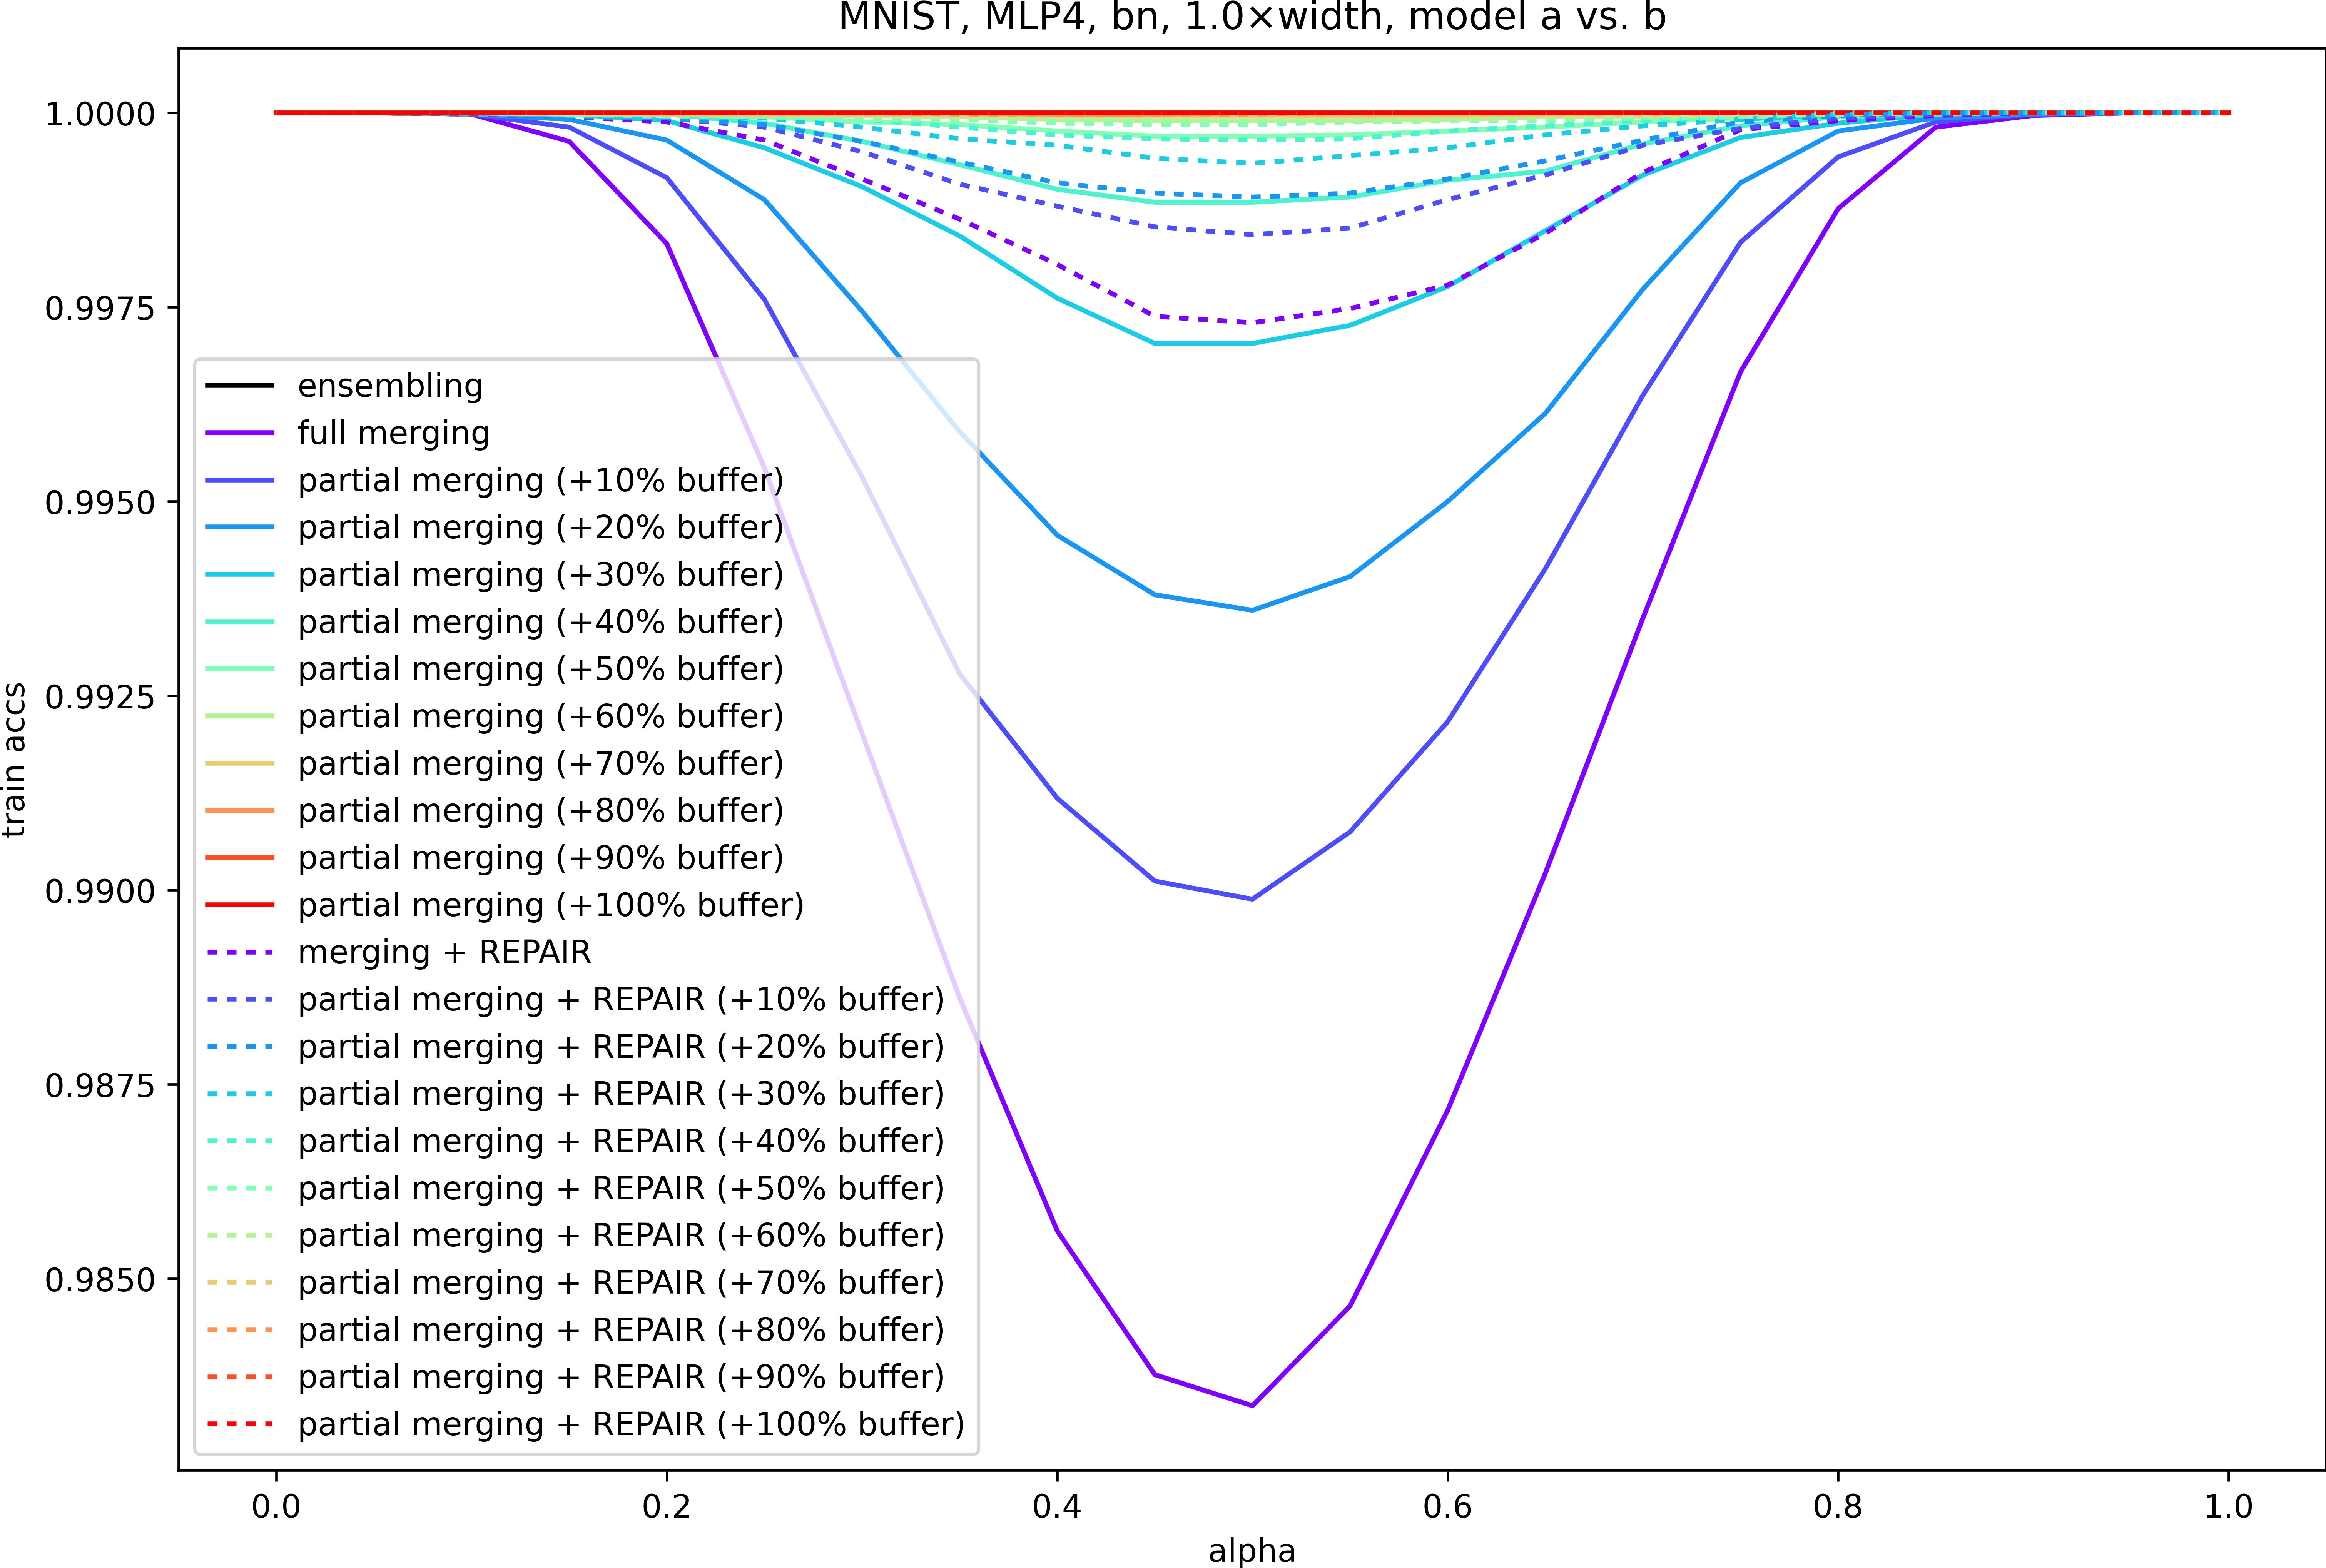 MNIST, MLP4, bn, 1.0×width, model a vs. b
1.0000
0.9975
0.9950
0.9925
0.9900
0.9875
0.9850
train accs
ensembling
full merging
partial merging (+10% buffer)
partial merging (+20% buffer)
partial merging (+30% buffer)
partial merging (+40% buffer)
partial merging (+50% buffer)
partial merging (+60% buffer)
partial merging (+70% buffer)
partial merging (+80% buffer)
partial merging (+90% buffer)
partial merging (+100% buffer)
merging + REPAIR
partial merging + REPAIR (+10% buffer)
partial merging + REPAIR (+20% buffer)
partial merging + REPAIR (+30% buffer)
partial merging + REPAIR (+40% buffer)
partial merging + REPAIR (+50% buffer)
partial merging + REPAIR (+60% buffer)
partial merging + REPAIR (+70% buffer)
partial merging + REPAIR (+80% buffer)
partial merging + REPAIR (+90% buffer)
partial merging + REPAIR (+100% buffer)
0.0 0.2 0.4 0.6 0.8 1.0
alpha